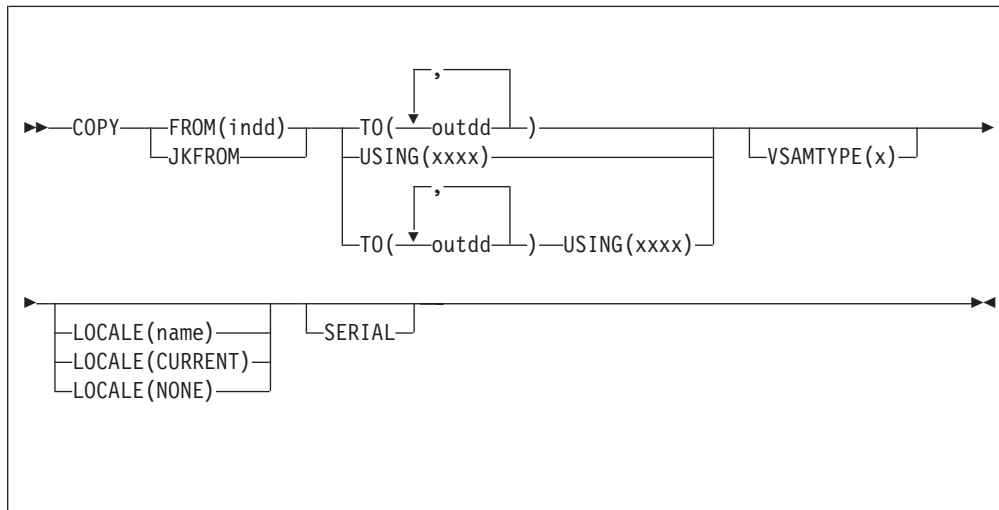 ,
COPY FROM(indd) TO( outdd )
JKFROM USING(xxxx) VSAMTYPE(x)
,
TO( outdd ) USING(xxxx)
LOCALE(name) SERIAL
LOCALE(CURRENT)
LOCALE(NONE)